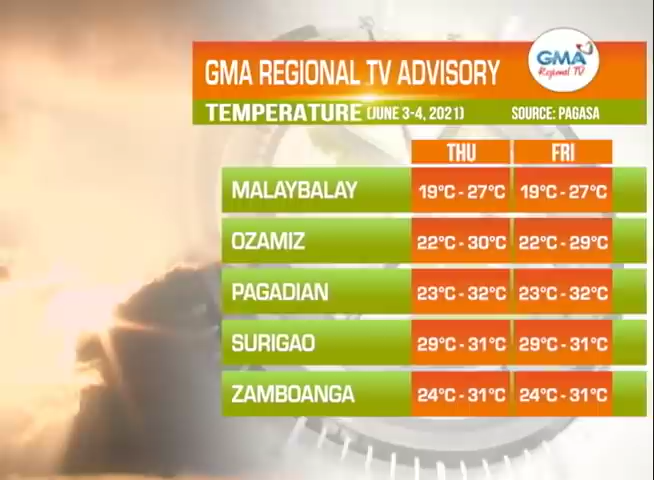 GMA REGIONAL TV ADVISORY
GMA
Regional TV
TEMPERATURE (JUNE 3-4, 2021) SOURCE: PAGASA
THU FRI
MALAYBALAY 19°C - 27°C 19°C - 27°C
OZAMIZ 22°C - 30°C 22°C - 29°C
PAGADIAN 23°C - 32°C 23°C - 32°C
SURIGAO 29°C - 31°C 29°C - 31°C
ZAMBOANGA 24°C - 31°C 24°C - 31°C